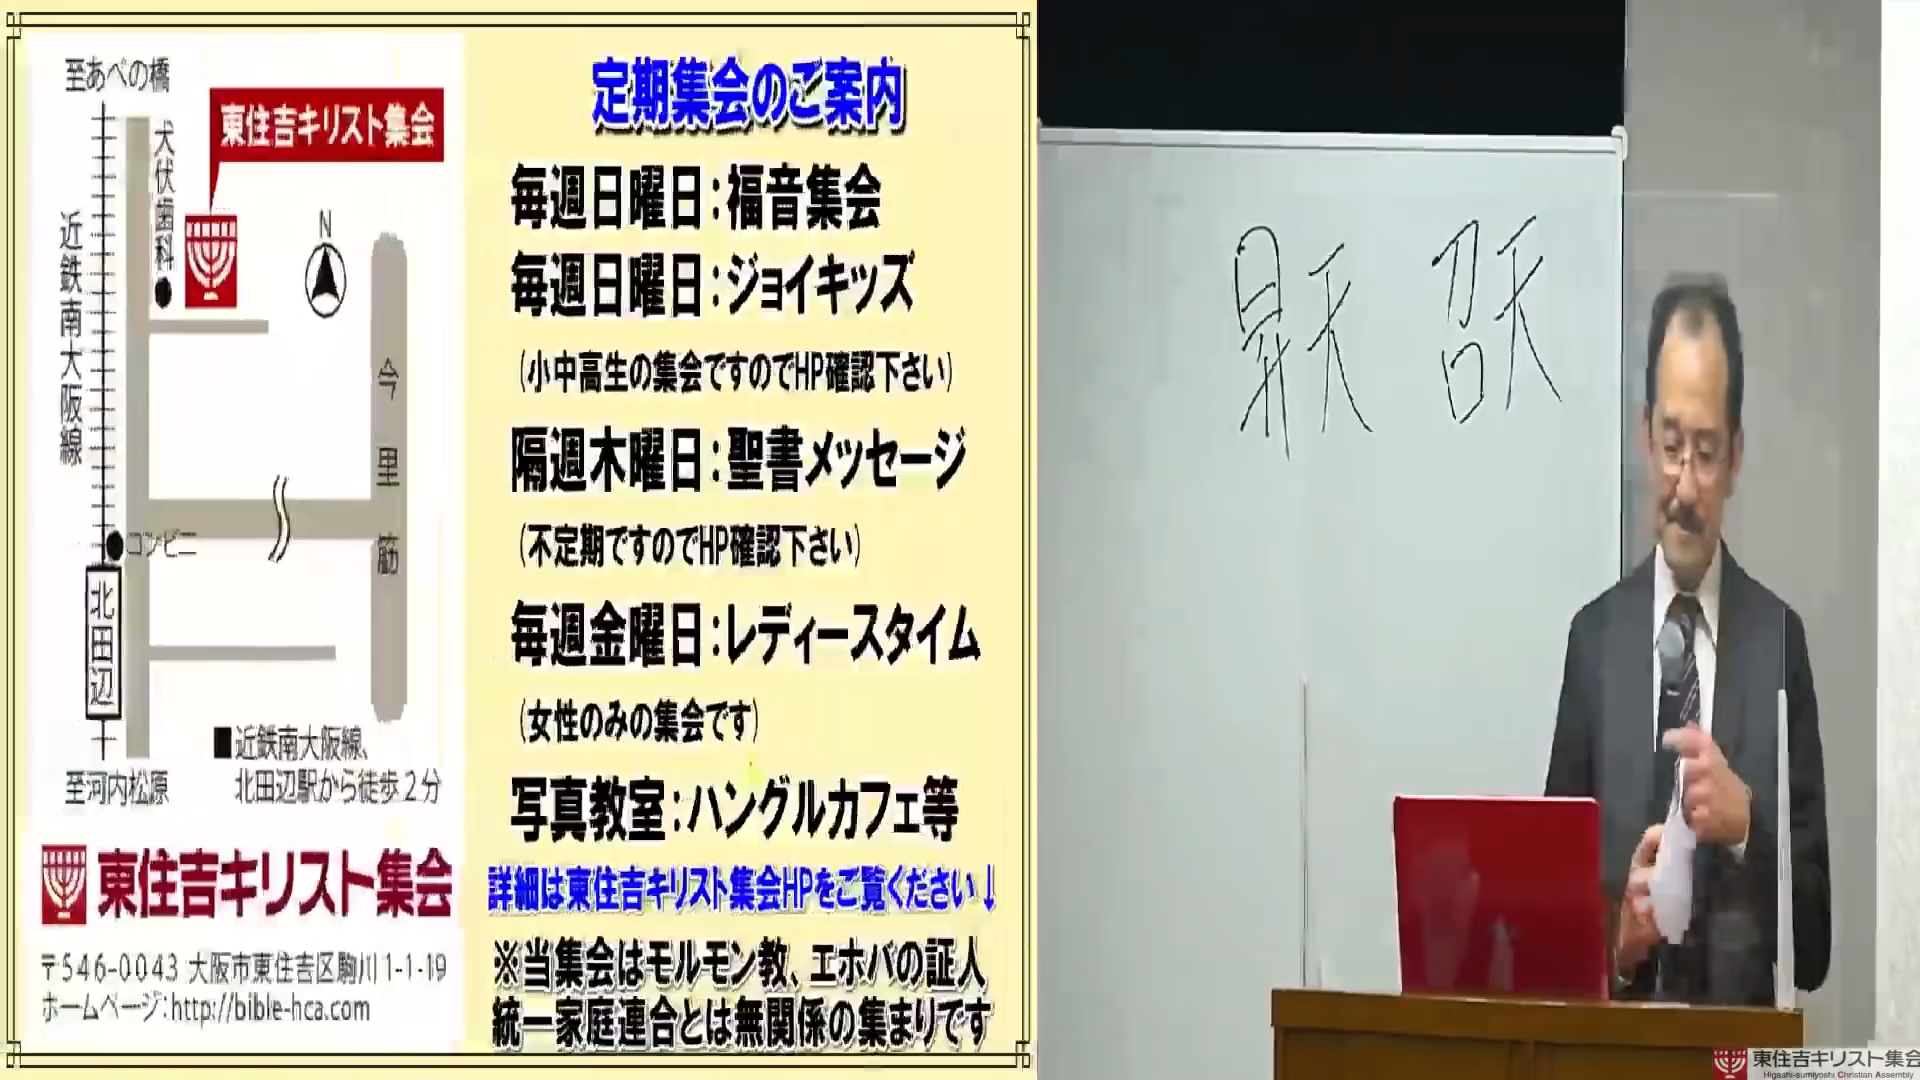 至あべの橋
東住吉キリスト集会
犬伏歯科
近鉄南大阪線
N
今里筋
コンビニ
北田辺
■近鉄南大阪線、
北田辺駅から徒歩2分
至河内松原
東住吉キリスト集会
〒546-0043 大阪市東住吉区駒川1-1-19
ホームページ:http://bible-hca.com
定期集会のご案内
毎週日曜日:福音集会
毎週日曜日:ジョイキッズ
(小中高生の集会ですのでHP確認下さい)
隔週木曜日:聖書メッセージ
(不定期ですのでHP確認下さい)
毎週金曜日:レディースタイム
(女性のみの集会です)
写真教室:ハングルカフェ等
詳細は東住吉キリスト集会HPをご覧ください↓
※当集会はモルモン教、エホバの証人
統一家庭連合とは無関係の集まりです
昇天 召天
東住吉キリスト集会
Higashi-sumiyoshi Christian Assembly